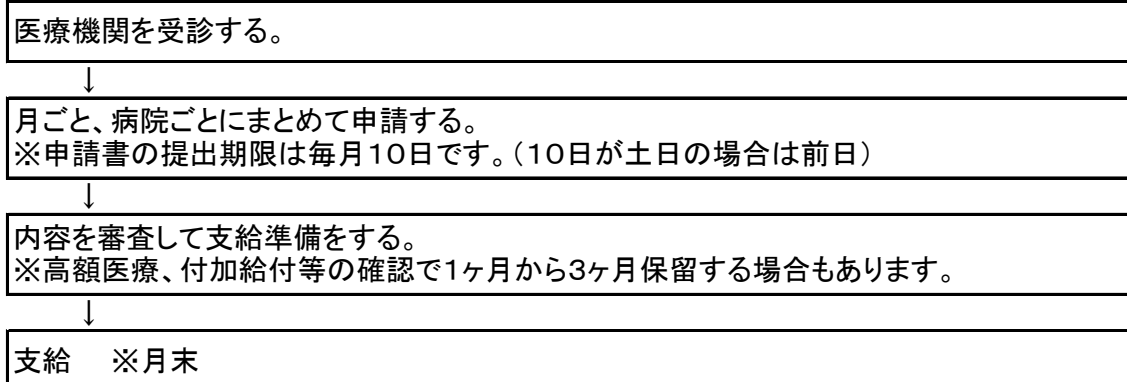 医療機関を受診する。
↓
月ごと、病院ごとにまとめて申請する。
※申請書の提出期限は毎月１０日です。（１０日が土日の場合は前日）
↓
内容を審査して支給準備をする。
※高額医療、付加給付等の確認で１ヶ月から３ヶ月保留する場合もあります。
↓
支給　※月末